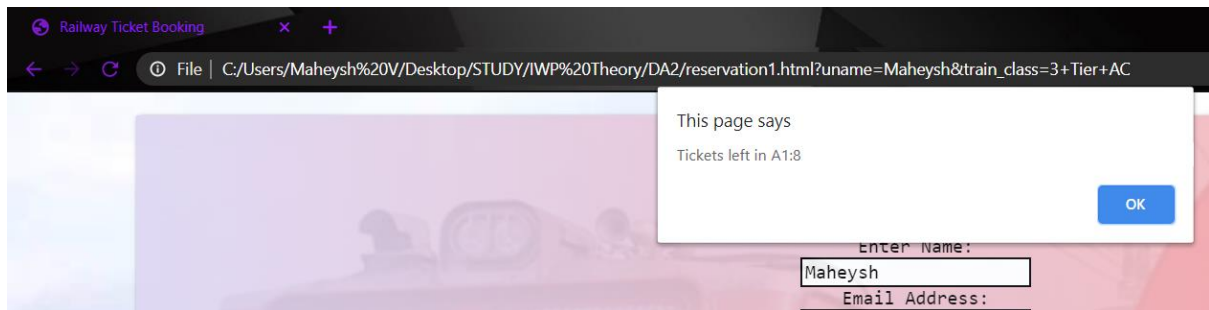 Railway Ticket Booking
File | C:/Users/Maheysh%20V/Desktop/STUDY/IWP%20Theory/DA2/reservation1.html?uname=Maheysh&train_class=3+Tier+AC
This page says
Tickets left in A1:8
OK
Enter Name:
Maheysh
Email Address: